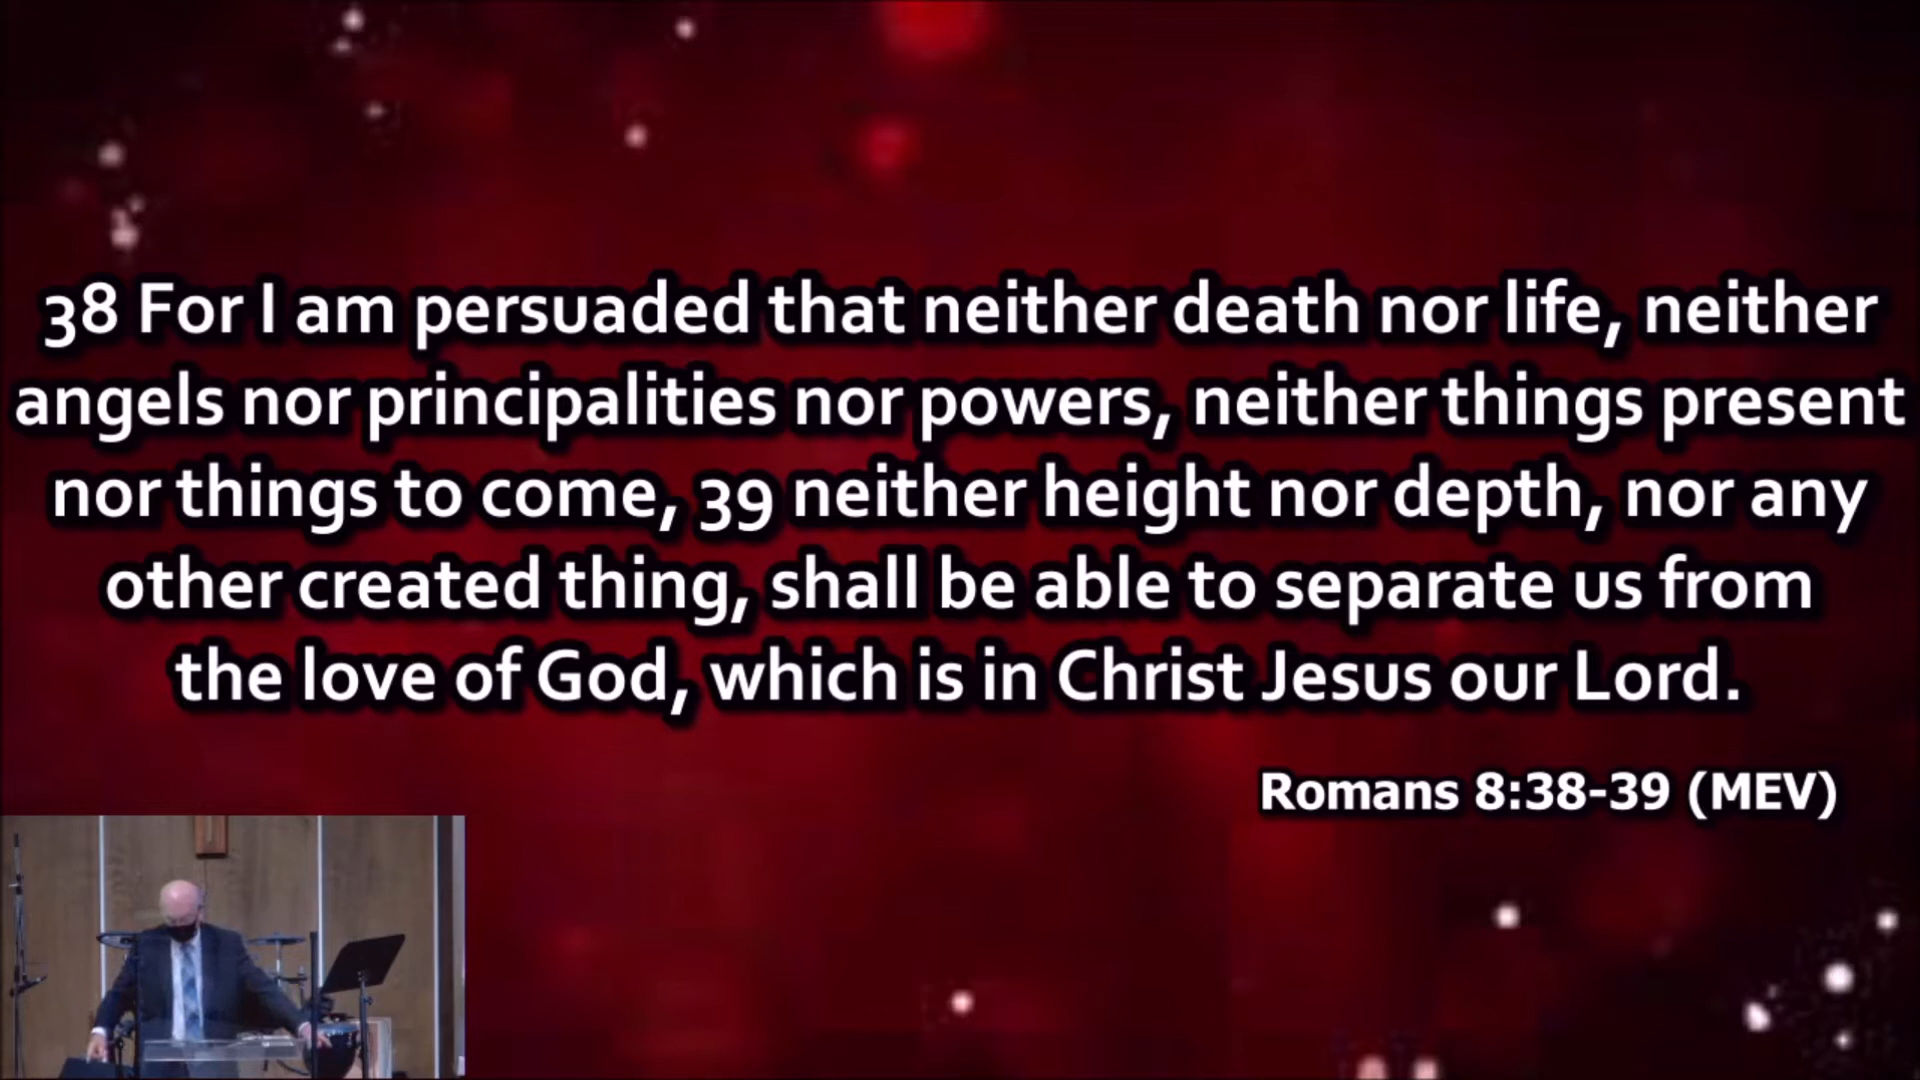 38 For I am persuaded that neither death nor life, neither
angels nor principalities nor powers, neither things present
nor things to come, 39 neither height nor depth, nor any
other created thing, shall be able to separate us from
the love of God, which is in Christ Jesus our Lord.
Romans 8:38-39 (MEV)